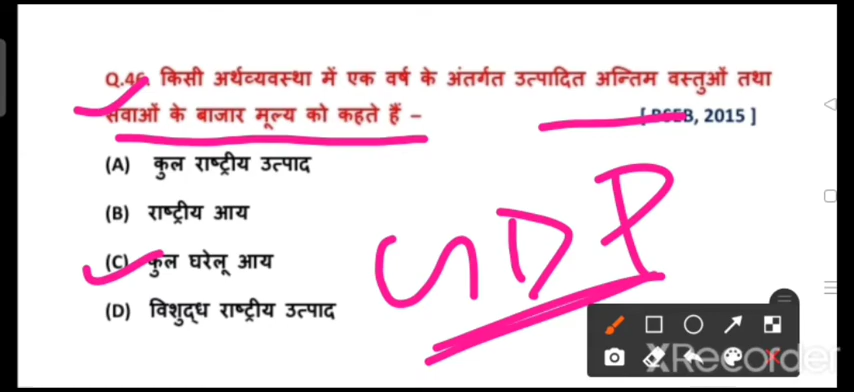 Q.46. किसी अर्थव्यवस्था में एक वर्ष के अंतर्गत उत्पादित अन्तिम वस्तुओं तथा
सेवाओं के बाजार मूल्य को कहते हैं – [ BSEB, 2015 ]
(A) कुल राष्ट्रीय उत्पाद
(B) राष्ट्रीय आय
(C) कुल घरेलू आय
(D) विशुद्ध राष्ट्रीय उत्पाद
GDP
XRecorder